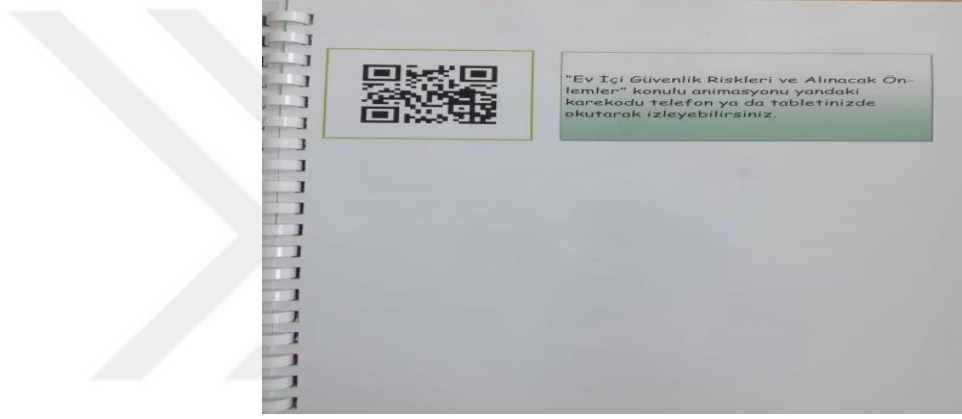 "Ev İçi Güvenlik Riskleri ve Alınacak Ön-
lemler" konulu animasyonu yandaki
karekodu telefon ya da tabletinizde
okutarak izleyebilirsiniz.